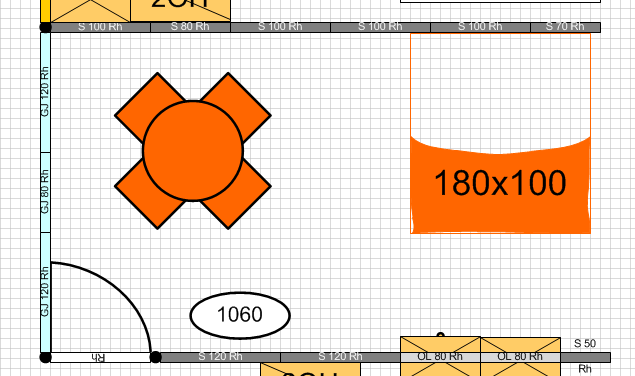 2OH
S 100 Rh
S 80 Rh
S 100 Rh
S 100 Rh
S 100 Rh
S 70 Rh
GJ 120 Rh
GJ 80 Rh
GJ 120 Rh
180x100
1060
Rh
S 120 Rh
S 120 Rh
OL 80 Rh
OL 80 Rh
S 50
Rh